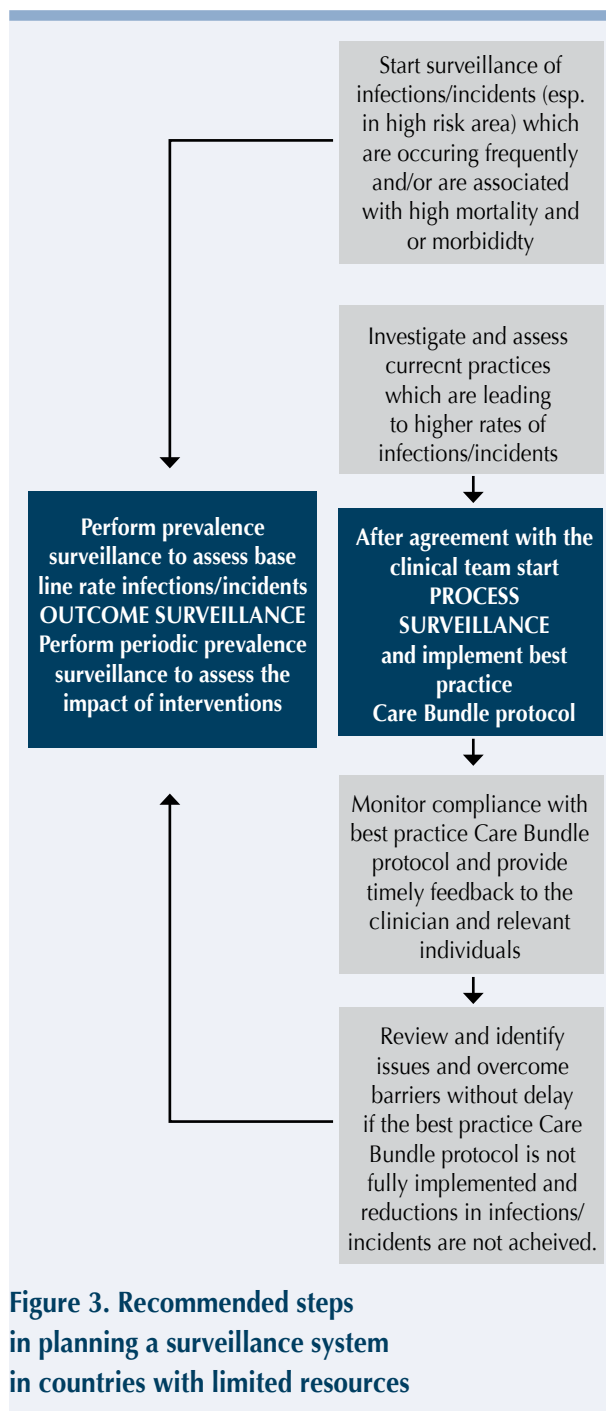 Start surveillance of
infections/incidents (esp.
in high risk area) which
are occuring frequently
and/or are associated
with high mortality and
or morbididty
Investigate and assess
currecnt practices
which are leading
to higher rates of
infections/incidents
Perform prevalence
surveillance to assess base
line rate infections/incidents
OUTCOME SURVEILLANCE
Perform periodic prevalence
surveillance to assess the
impact of interventions
After agreement with the
clinical team start
PROCESS
SURVEILLANCE
and implement best
practice
Care Bundle protocol
Monitor compliance with
best practice Care Bundle
protocol and provide
timely feedback to the
clinician and relevant
individuals
Review and identify
issues and overcome
barriers without delay
if the best practice Care
Bundle protocol is not
fully implemented and
reductions in infections/
incidents are not acheived.
Figure 3. Recommended steps
in planning a surveillance system
in countries with limited resources